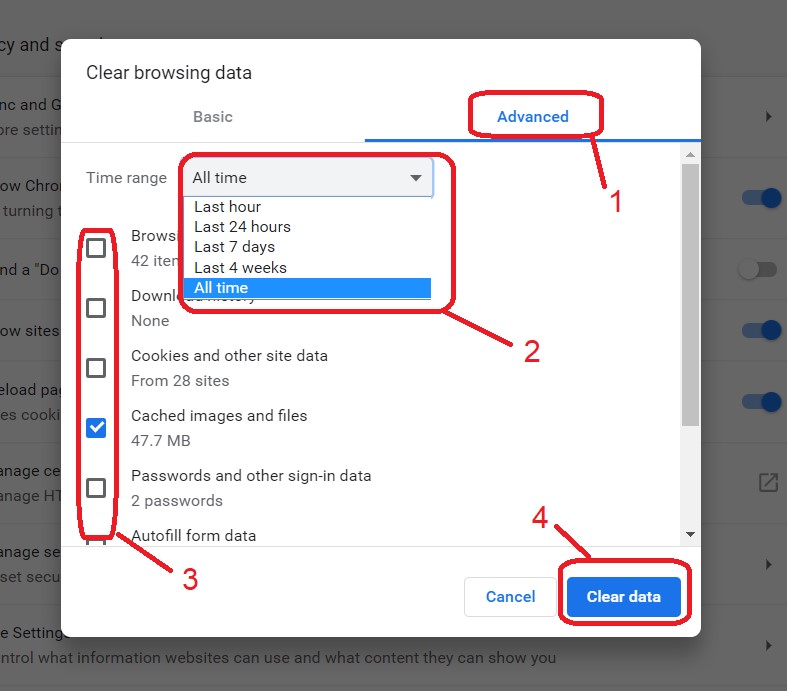 cy and
Clear browsing data
Basic
Advanced
1
Time range
All time
Last hour
Last 24 hours
Last 7 days
Last 4 weeks
All time
2
Browsi
42 iten
Download history
None
Cookies and other site data
From 28 sites
Cached images and files
47.7 MB
Passwords and other sign-in data
2 passwords
Autofill form data
3
4
Cancel
Clear data
nc and G
ore settin
ow Chro
turning t
nd a "Do
ow sites
eload pag
es cooki
anage ce
anage HT
anage se
set secu
e Settings
ontrol what information websites can use and what content they can show you